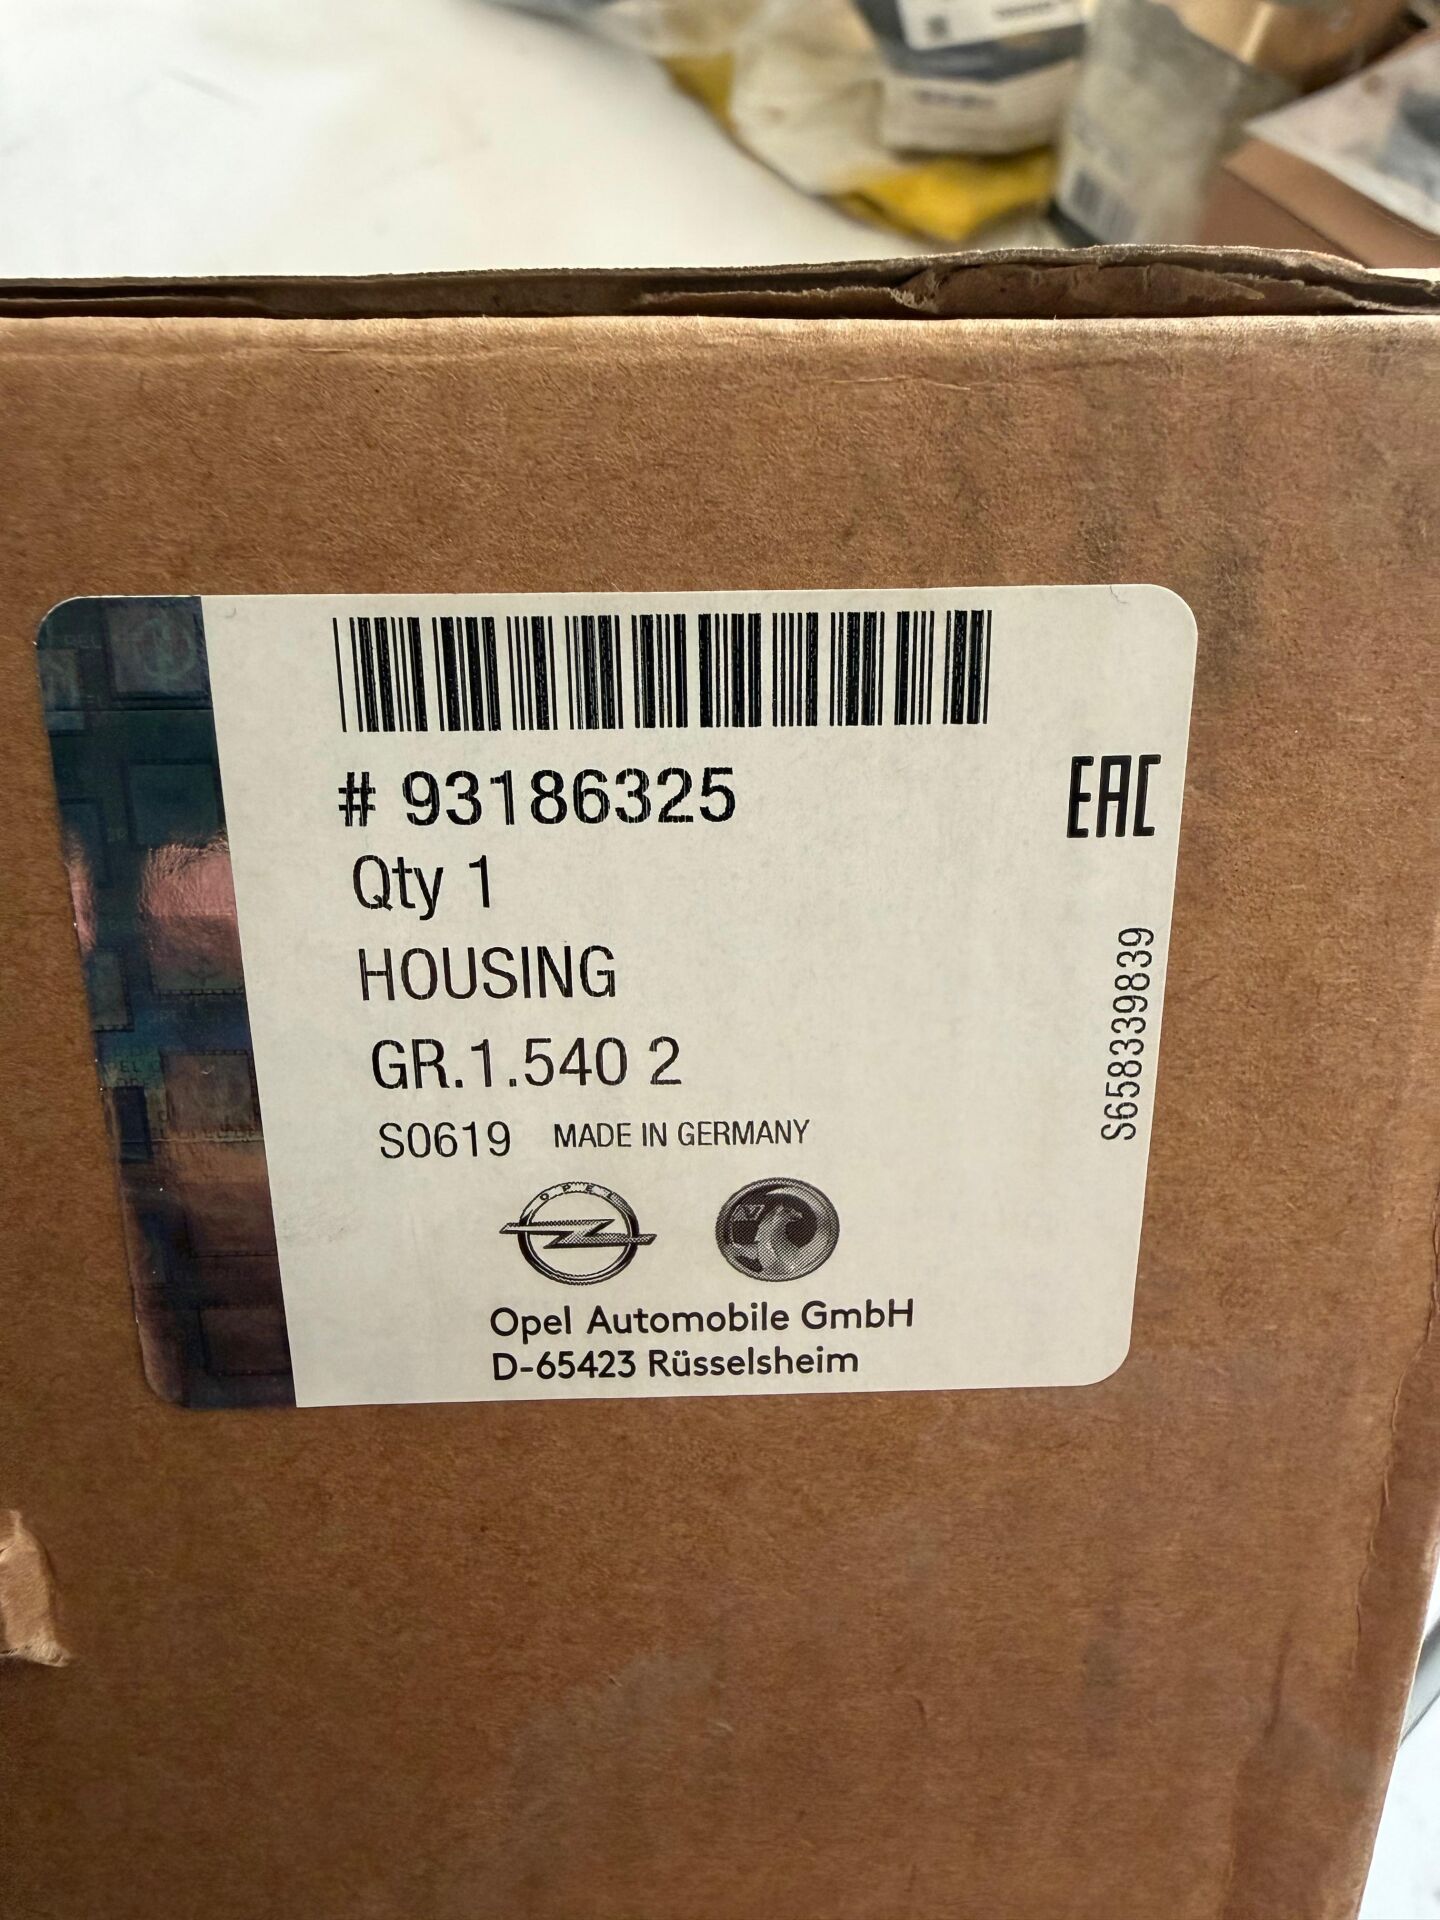 # 93186325
EAC
Qty 1
HOUSING
GR.1.540 2
S0619 MADE IN GERMANY
S658339839
OPEL
Opel Automobile GmbH
D-65423 Rüsselsheim